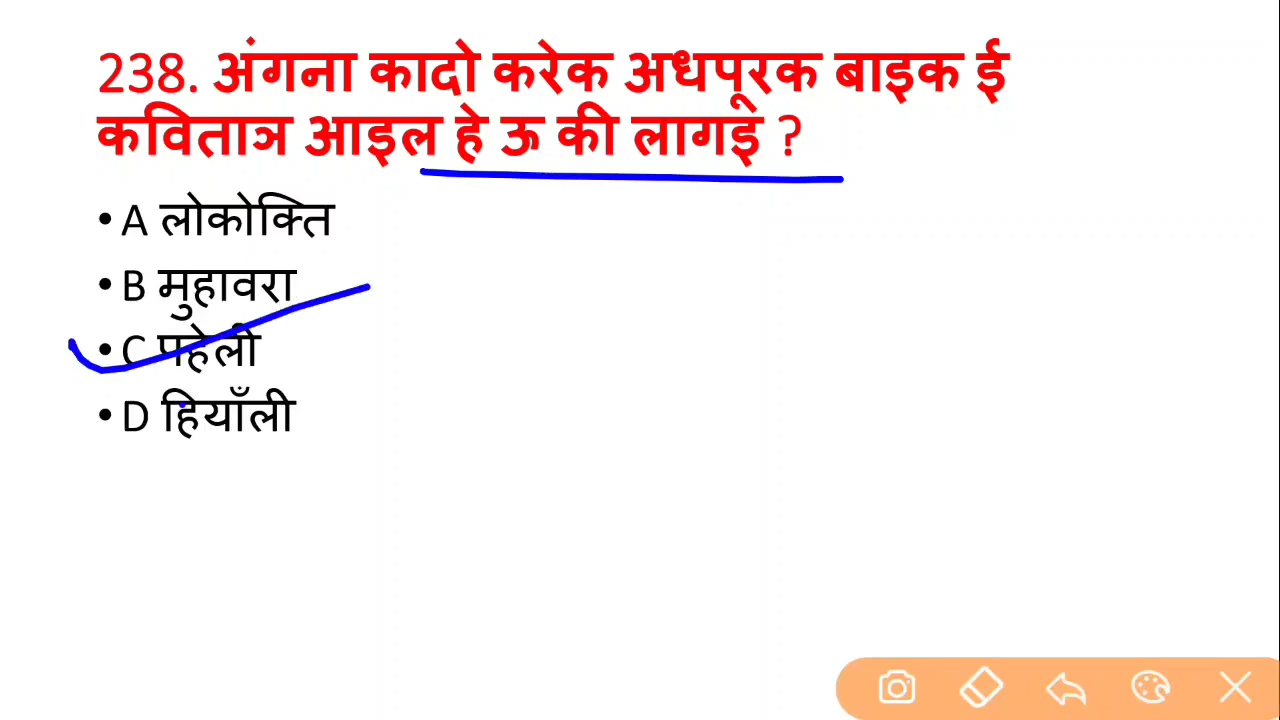 238. अंगना कादो करेक अधपूरक बाइक ई
कविताञ आइल हे ऊ की लागइ ?
• A लोकोक्ति
• B मुहावरा
• C पहेली
• D हियाँली